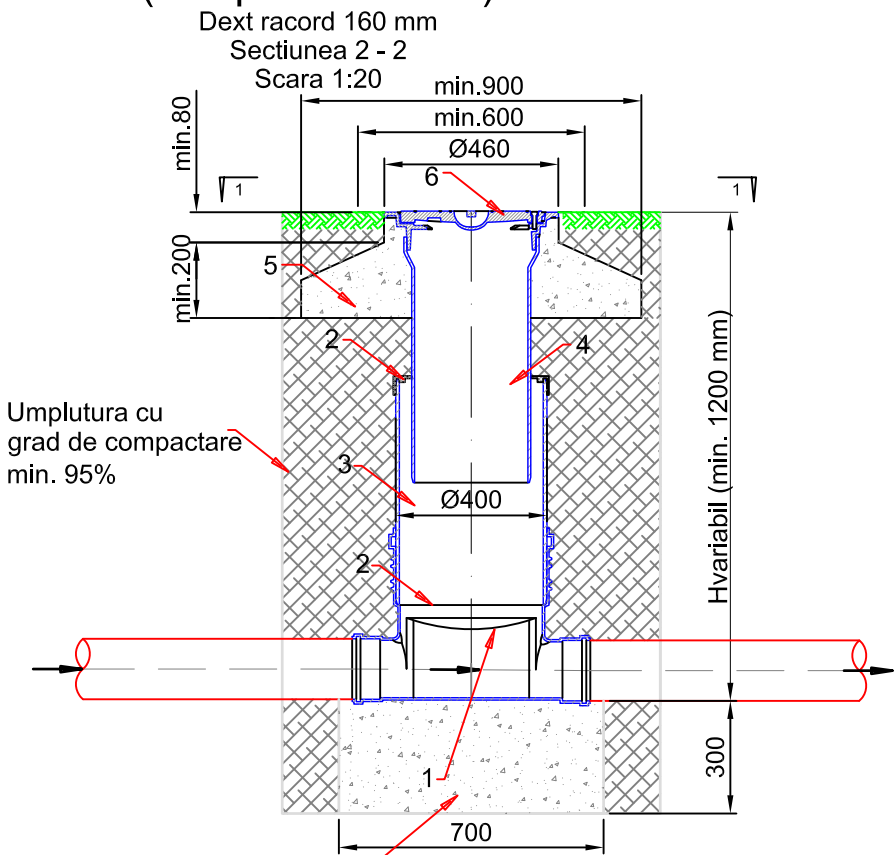 Dext racord 160 mm
Sectiunea 2 - 2
Scara 1:20
min.900
min.600
Ø460
min.80
1
1
6
min.200
5
2
4
Umplutura cu
grad de compactare
min. 95%
3
Ø400
Hvariabil (min. 1200 mm)
2
1
300
700